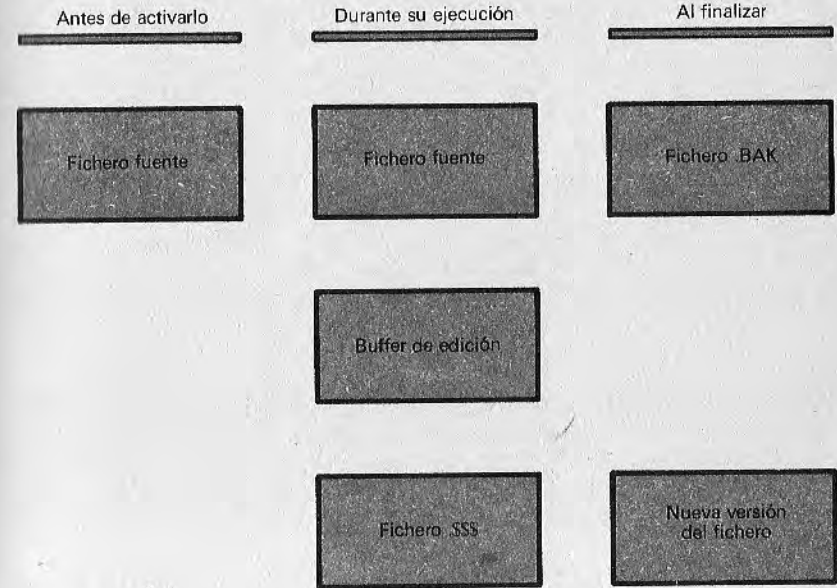 Antes de activarlo
Durante su ejecución
Al finalizar
Fichero fuente
Fichero fuente
Fichero .BAK
Buffer de edición
Fichero .$$$
Nueva versión
del fichero